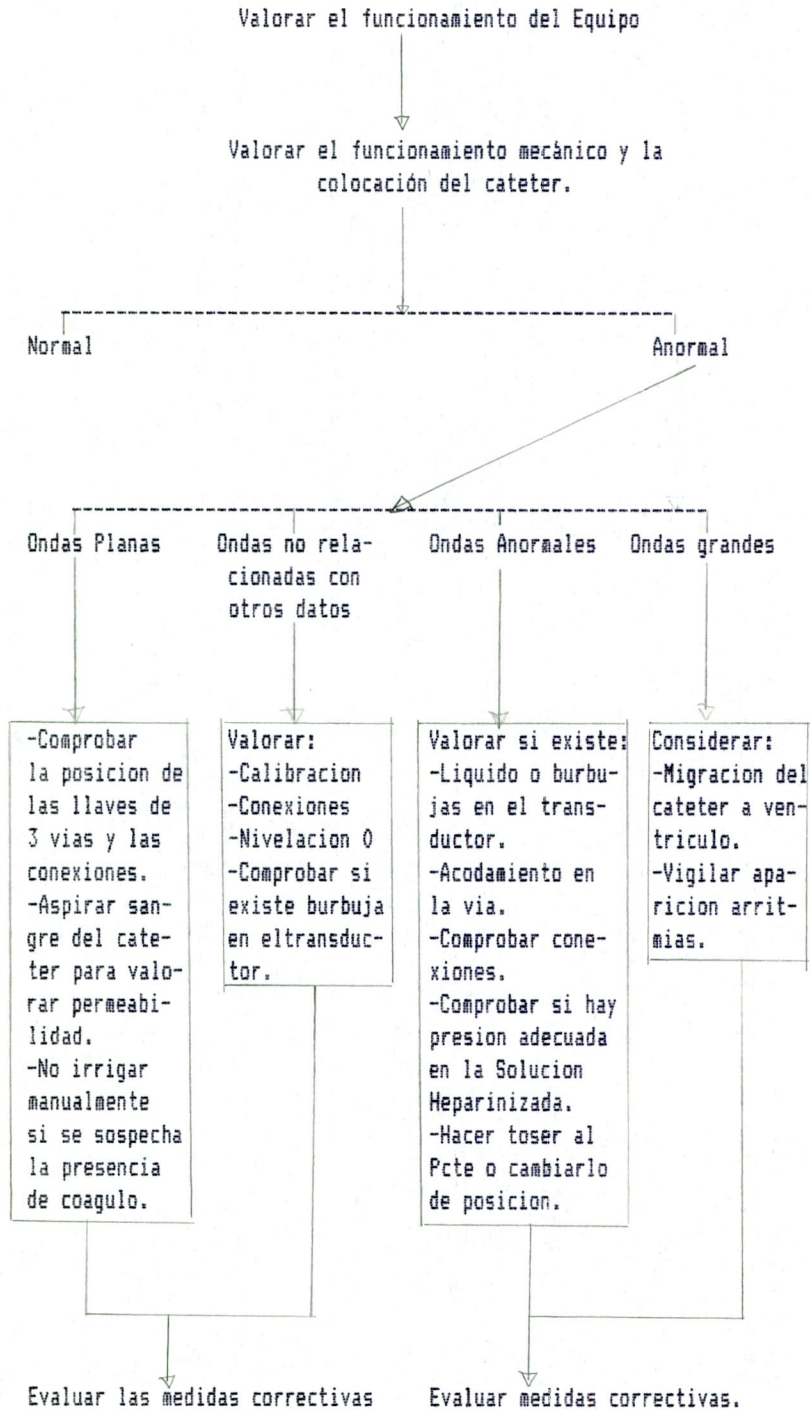 Valorar el funcionamiento del Equipo
Valorar el funcionamiento mecánico y la
colocación del cateter.
Normal
Anormal
Ondas Planas
Ondas no rela-
cionadas con
otros datos
Ondas Anormales
Ondas grandes
-Comprobar
la posicion de
las llaves de
3 vias y las
conexiones.
-Aspirar san-
gre del cate-
ter para valo-
rar permeabi-
lidad.
-No irrigar
manualmente
si se sospecha
la presencia
de coagulo.
Valorar:
-Calibracion
-Conexiones
-Nivelacion 0
-Comprobar si
existe burbuja
en eltransduc-
tor.
Valorar si existe:
-Liquido o burbu-
jas en el trans-
ductor.
-Acodamiento en
la via.
-Comprobar cone-
xiones.
-Comprobar si hay
presion adecuada
en la Solucion
Heparinizada.
-Hacer toser al
Pcte o cambiarlo
de posicion.
Considerar:
-Migracion del
cateter a ven-
triculo.
-Vigilar apa-
ricion arrit-
mias.
Evaluar las medidas correctivas
Evaluar medidas correctivas.